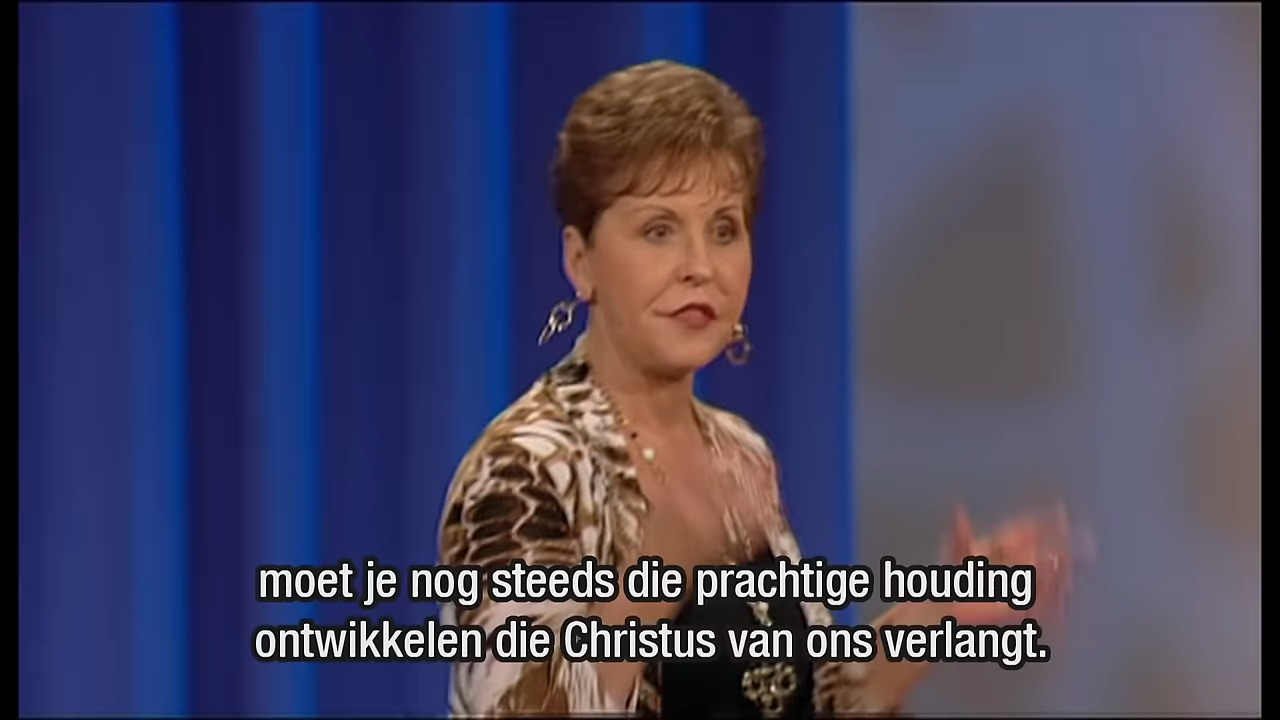 moet je nog steeds die prachtige houding
ontwikkelen die Christus van ons verlangt.